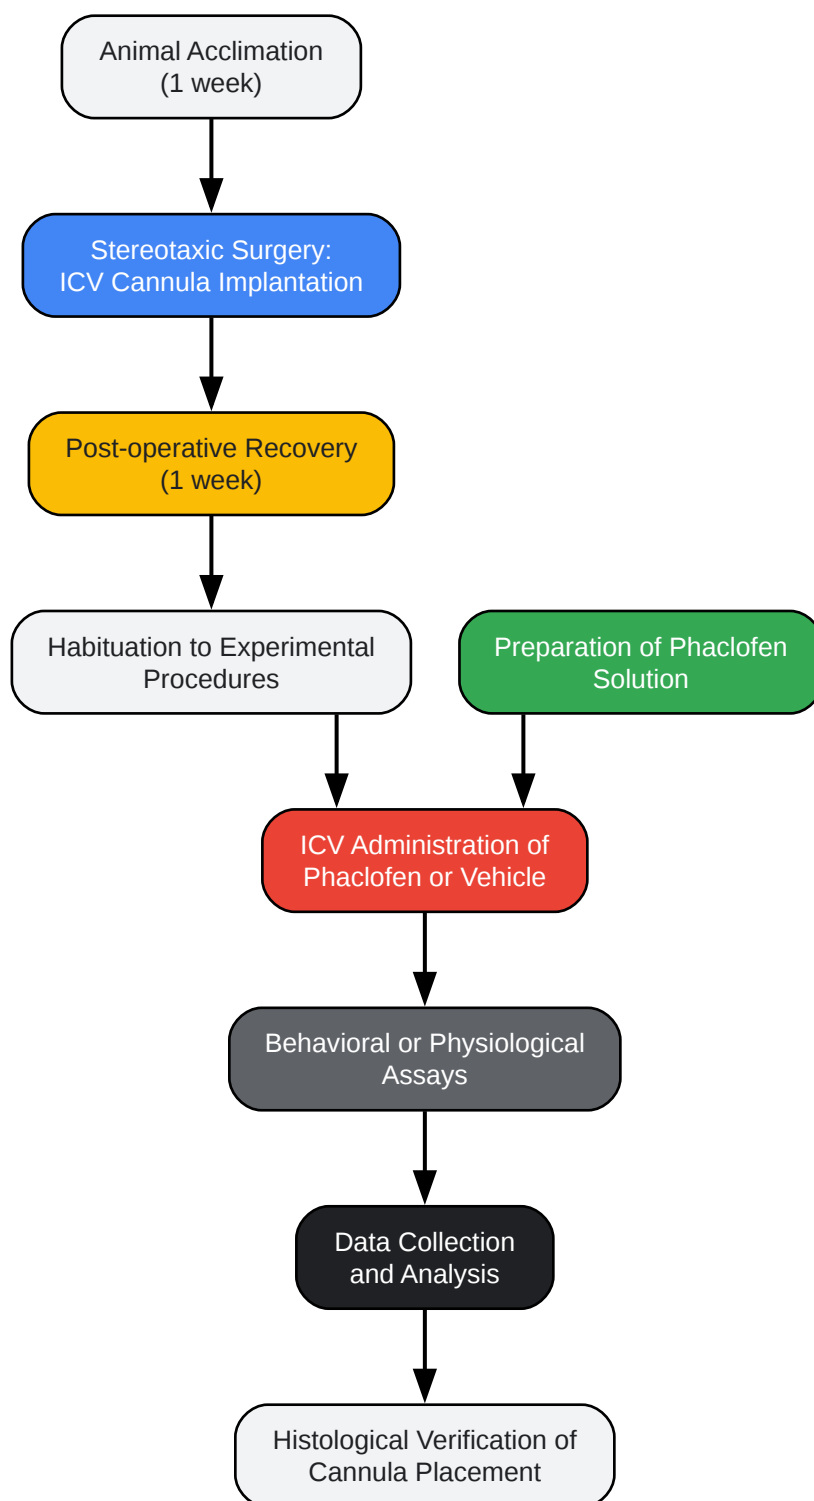 Animal Acclimation
(1 week)
Stereotaxic Surgery:
ICV Cannula Implantation
Post-operative Recovery
(1 week)
Habituation to Experimental
Procedures
Preparation of Phaclofen
Solution
ICV Administration of
Phaclofen or Vehicle
Behavioral or Physiological
Assays
Data Collection
and Analysis
Histological Verification of
Cannula Placement